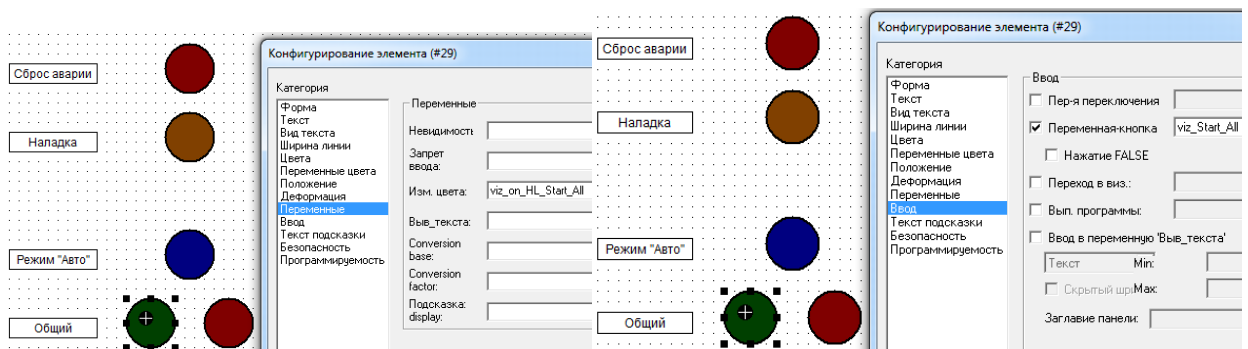 Сброс аварии
Наладка
Режим "Авто"
Общий
Конфигурирование элемента (#29)
Категория
Форма
Текст
Вид текста
Ширина линии
Цвета
Переменные цвета
Положение
Деформация
Переменные
Ввод
Текст подсказки
Безопасность
Программируемость
Переменные
Невидимость
Запрет
ввода:
Изм. цвета: viz_on_HL_Start_All
Выв_текста:
Conversion
base:
Conversion
factor:
Подсказка:
display:
Сброс аварии
Наладка
Режим "Авто"
Общий
Конфигурирование элемента (#29)
Категория
Форма
Текст
Вид текста
Ширина линии
Цвета
Переменные цвета
Положение
Деформация
Переменные
Ввод
Текст подсказки
Безопасность
Программируемость
Ввод
Пер-я переключения
Переменная-кнопка viz_Start_All
Нажатие FALSE
Переход в виз.:
Вып. программы:
Ввод в переменную 'Выв_текста'
Текст Min:
Скрытый шри Max:
Заглавие панели: